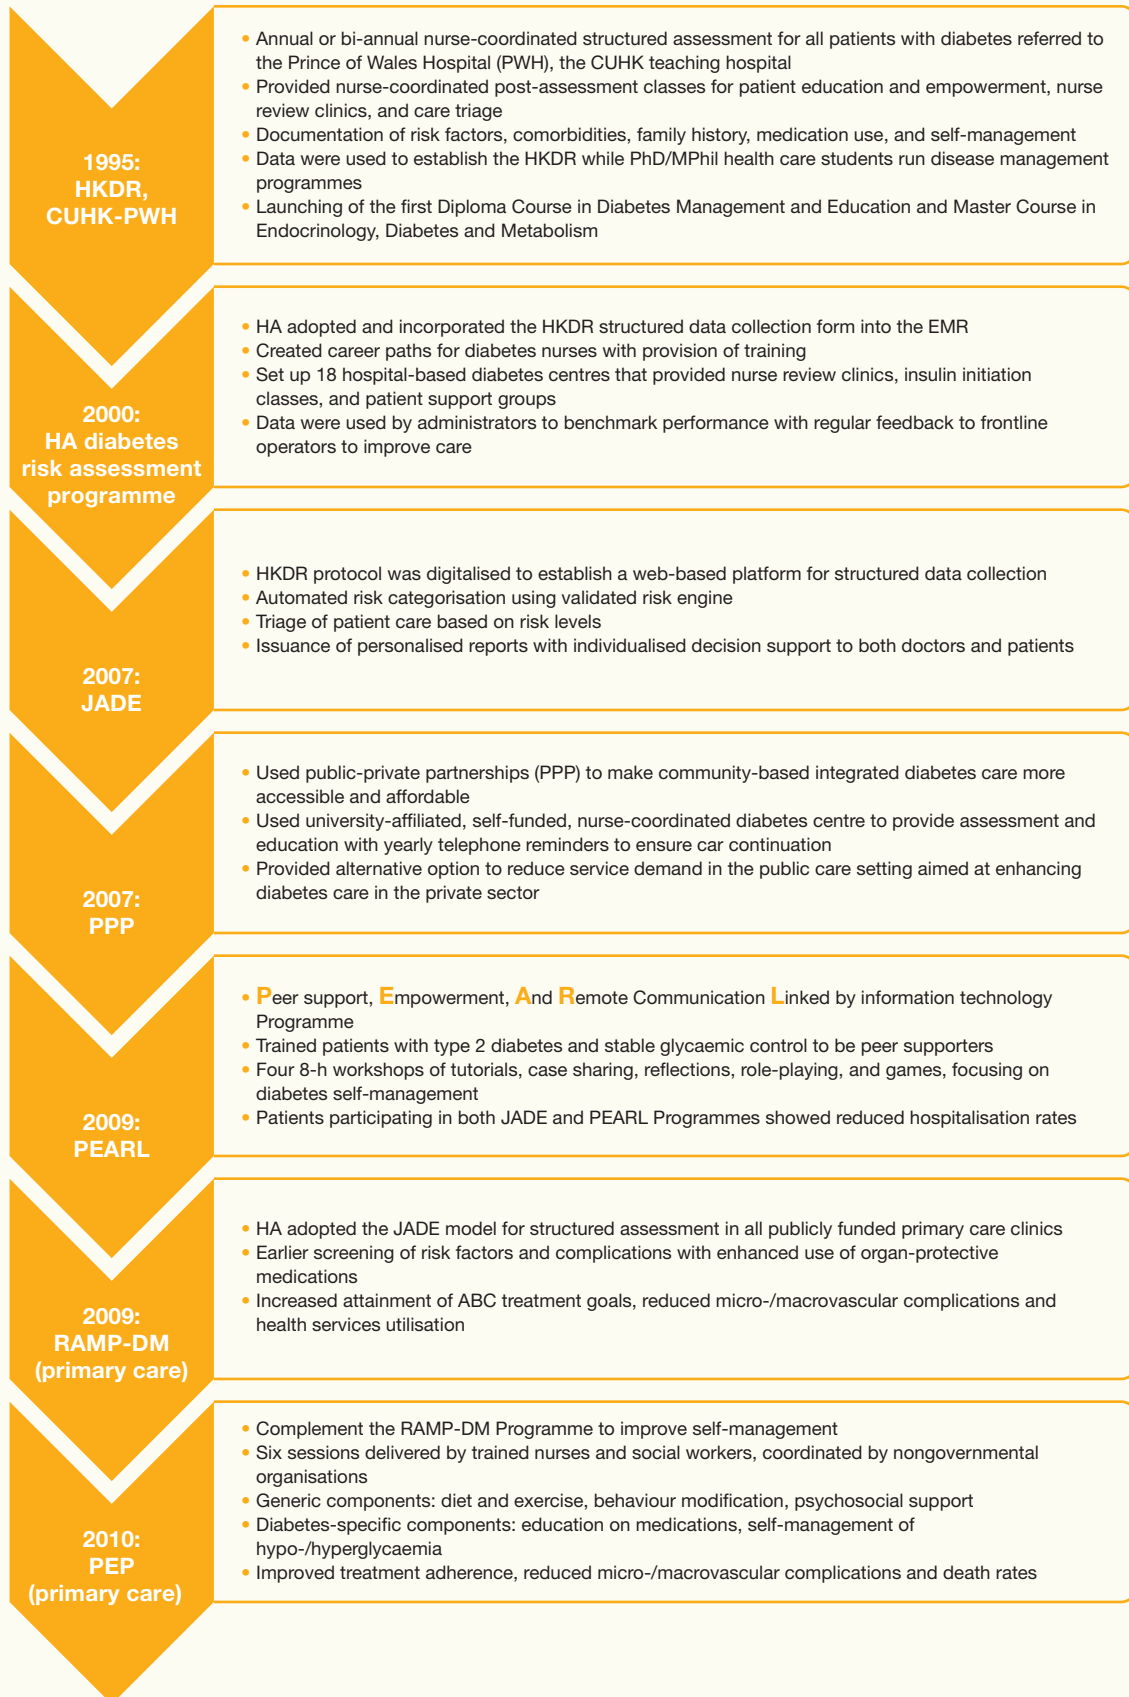 1995:
HKDR,
CUHK-PWH
• Annual or bi-annual nurse-coordinated structured assessment for all patients with diabetes referred to
the Prince of Wales Hospital (PWH), the CUHK teaching hospital
• Provided nurse-coordinated post-assessment classes for patient education and empowerment, nurse
review clinics, and care triage
• Documentation of risk factors, comorbidities, family history, medication use, and self-management
• Data were used to establish the HKDR while PhD/MPhil health care students run disease management
programmes
• Launching of the first Diploma Course in Diabetes Management and Education and Master Course in
Endocrinology, Diabetes and Metabolism
2000:
HA diabetes
risk assessment
programme
• HA adopted and incorporated the HKDR structured data collection form into the EMR
• Created career paths for diabetes nurses with provision of training
• Set up 18 hospital-based diabetes centres that provided nurse review clinics, insulin initiation
classes, and patient support groups
• Data were used by administrators to benchmark performance with regular feedback to frontline
operators to improve care
2007:
JADE
• HKDR protocol was digitalised to establish a web-based platform for structured data collection
• Automated risk categorisation using validated risk engine
• Triage of patient care based on risk levels
• Issuance of personalised reports with individualised decision support to both doctors and patients
2007:
PPP
• Used public-private partnerships (PPP) to make community-based integrated diabetes care more
accessible and affordable
• Used university-affiliated, self-funded, nurse-coordinated diabetes centre to provide assessment and
education with yearly telephone reminders to ensure car continuation
• Provided alternative option to reduce service demand in the public care setting aimed at enhancing
diabetes care in the private sector
2009:
PEARL
• Peer support, Empowerment, And Remote Communication Linked by information technology
Programme
• Trained patients with type 2 diabetes and stable glycaemic control to be peer supporters
• Four 8-h workshops of tutorials, case sharing, reflections, role-playing, and games, focusing on
diabetes self-management
• Patients participating in both JADE and PEARL Programmes showed reduced hospitalisation rates
2009:
RAMP-DM
(primary care)
• HA adopted the JADE model for structured assessment in all publicly funded primary care clinics
• Earlier screening of risk factors and complications with enhanced use of organ-protective
medications
• Increased attainment of ABC treatment goals, reduced micro-/macrovascular complications and
health services utilisation
2010:
PEP
(primary care)
• Complement the RAMP-DM Programme to improve self-management
• Six sessions delivered by trained nurses and social workers, coordinated by nongovernmental
organisations
• Generic components: diet and exercise, behaviour modification, psychosocial support
• Diabetes-specific components: education on medications, self-management of
hypo-/hyperglycaemia
• Improved treatment adherence, reduced micro-/macrovascular complications and death rates